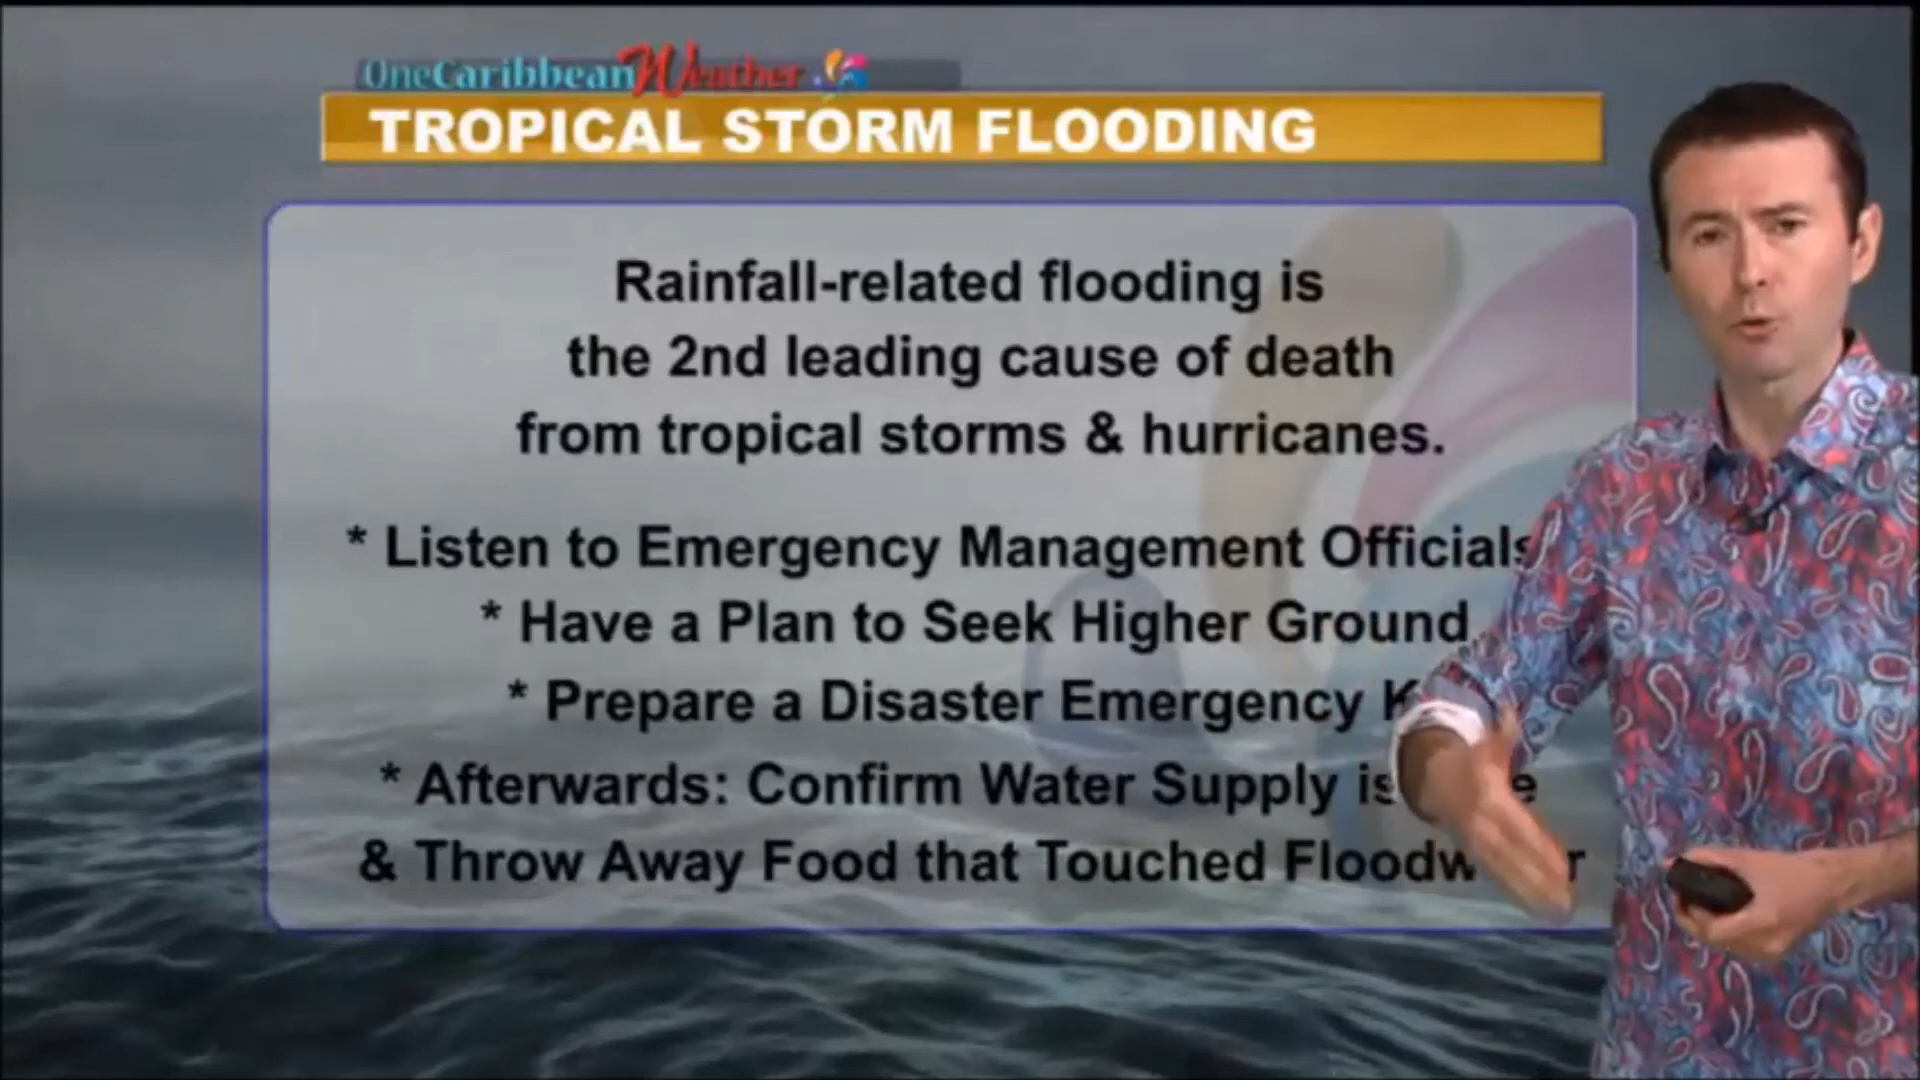 OneCaribbeanWeather
TROPICAL STORM FLOODING
Rainfall-related flooding is
the 2nd leading cause of death
from tropical storms & hurricanes.
* Listen to Emergency Management Officials
* Have a Plan to Seek Higher Ground
* Prepare a Disaster Emergency
* Afterwards: Confirm Water Supply is
& Throw Away Food that Touched